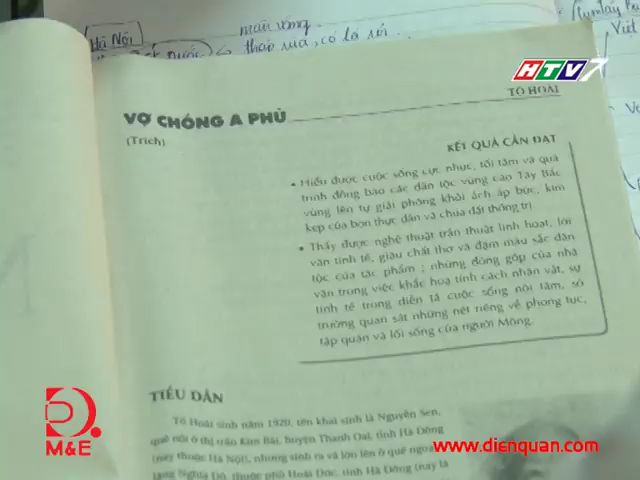 Hà Nội
HTV7
TÔ HOÀI
VỢ CHỒNG A PHỦ
(Trích)
KẾT QUẢ CẦN ĐẠT
• Hiểu được cuộc sống cực nhục, tối tăm và quá
trình đồng bào các dân tộc vùng cao Tây Bắc
vùng lên tự giải phóng khỏi ách áp bức, kìm
kẹp của bọn thực dân và chúa đất thống trị.
• Thấy được nghệ thuật trần thuật linh hoạt, lời
văn tinh tế, giàu chất thơ và đậm màu sắc dân
tộc của tác phẩm ; những đóng góp của nhà
văn trong việc khắc hoạ tính cách nhân vật, sự
tinh tế trong diễn tả cuộc sống nội tâm, sở
trường quan sát những nét riêng về phong tục,
tập quán và lối sống của người Mông.
TIỂU DẪN
Tô Hoài sinh năm 1920, tên khai sinh là Nguyễn Sen,
quê nội ở thị trấn Kim Bài, huyện Thanh Oai, tỉnh Hà Đông
(nay thuộc Hà Nội), nhưng sinh ra và lớn lên ở quê ngoại
làng Nghĩa Đô, thuộc phủ Hoài Đức, tỉnh Hà Đông (nay là
M&E
www.dienquan.com